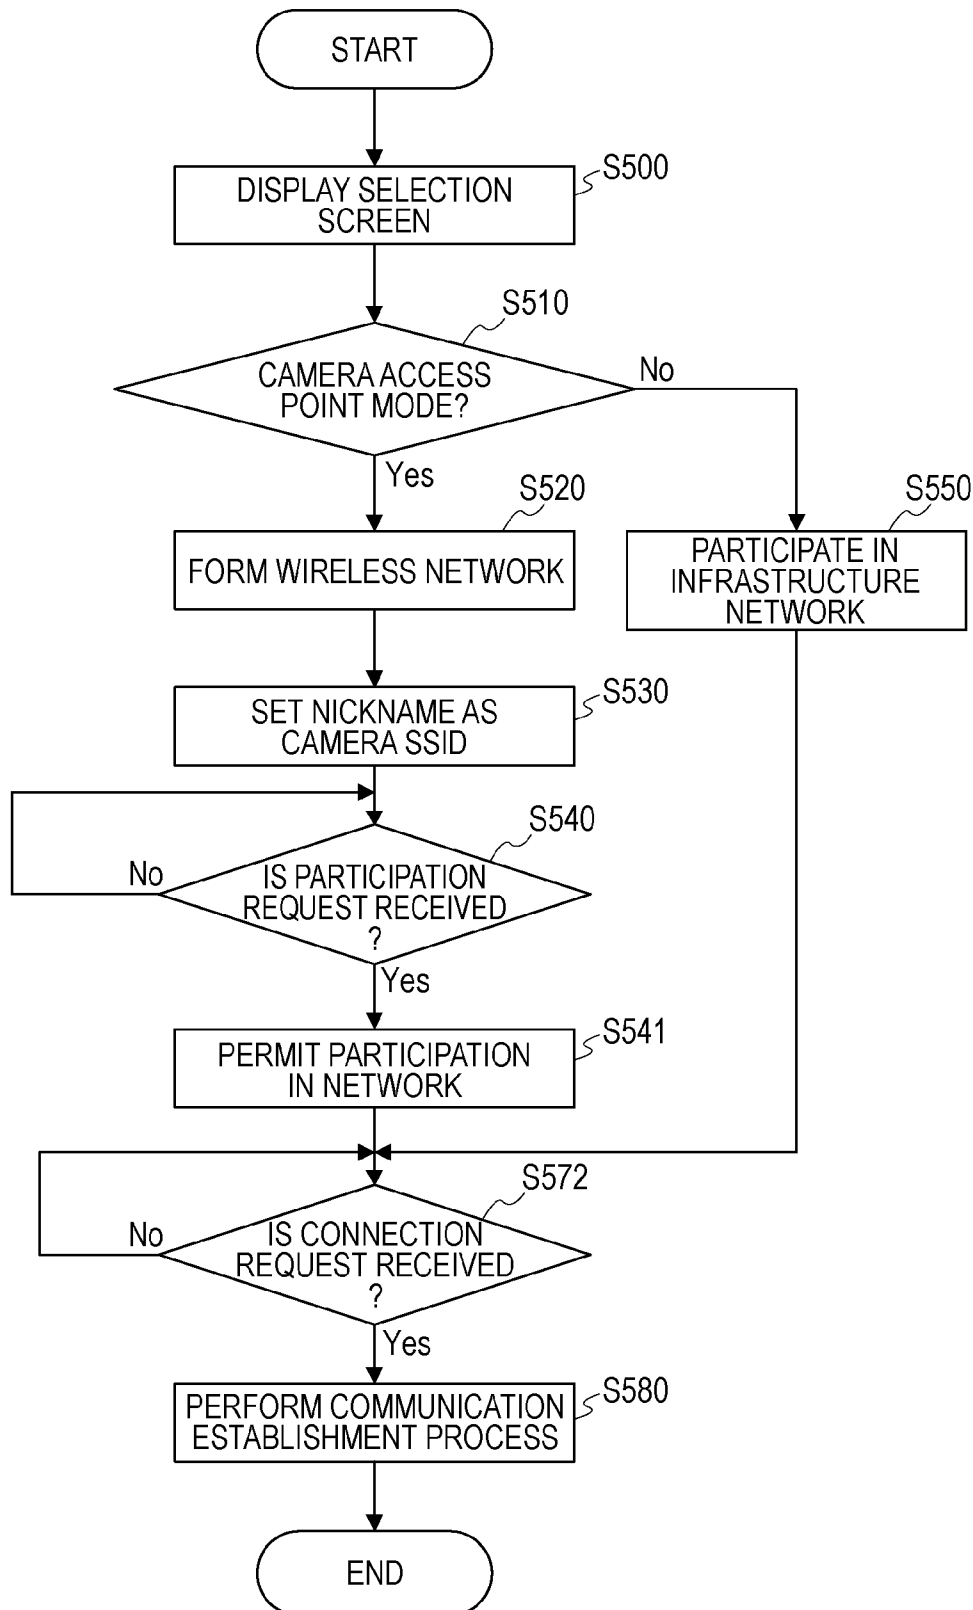 START
S500
DISPLAY SELECTION
SCREEN
S510
CAMERA ACCESS
POINT MODE?
No
Yes
S520
FORM WIRELESS NETWORK
S550
PARTICIPATE IN
INFRASTRUCTURE
NETWORK
S530
SET NICKNAME AS
CAMERA SSID
S540
IS PARTICIPATION
REQUEST RECEIVED
?
No
Yes
S541
PERMIT PARTICIPATION
IN NETWORK
S572
IS CONNECTION
REQUEST RECEIVED
?
No
Yes
S580
PERFORM COMMUNICATION
ESTABLISHMENT PROCESS
END